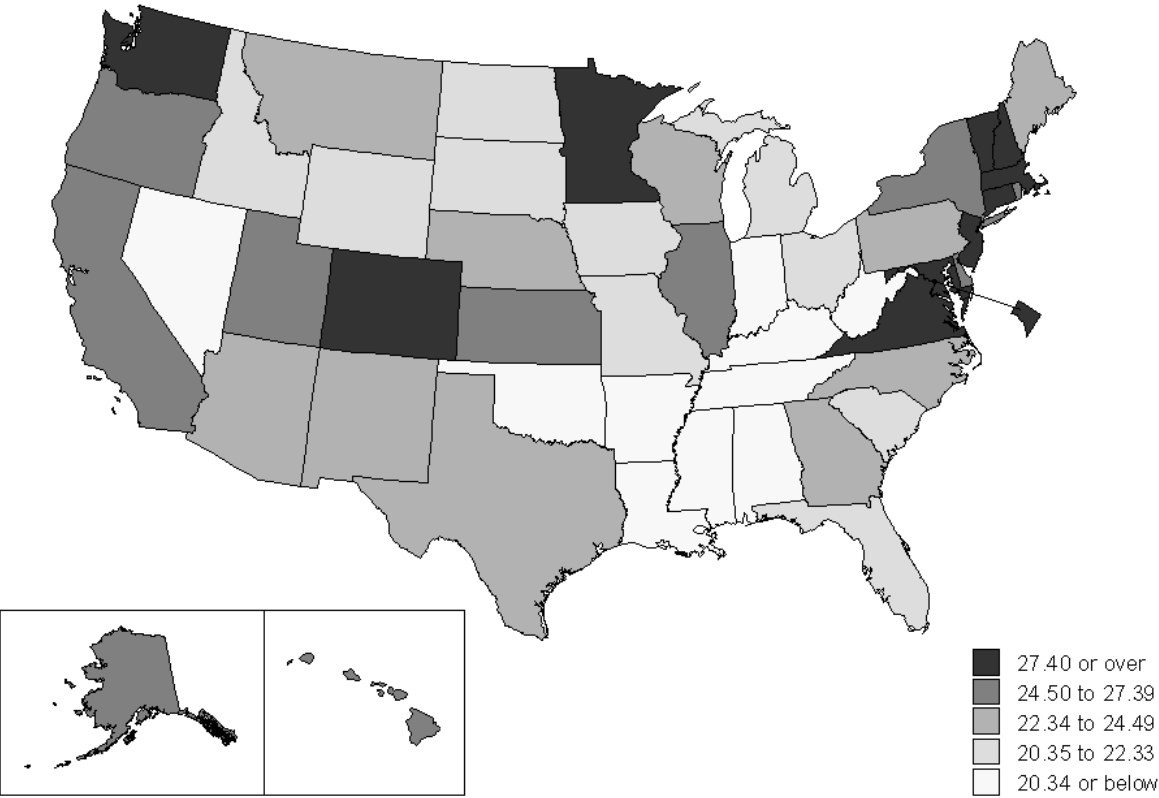 27.40 or over
24.50 to 27.39
22.34 to 24.49
20.35 to 22.33
20.34 or below